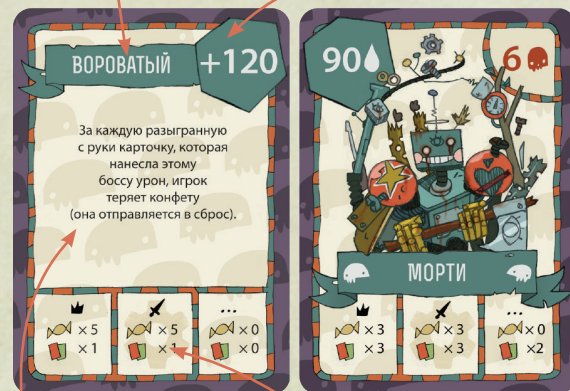 ВОРОВАТЫЙ
+120
За каждую разыгранную
с руки карточку, которая
нанесла этому
боссу урон, игрок
теряет конфету
(она отправляется в сброс).
...
×5 ×5 ×0
×1 ×1 ×0
90
6
МОРТИ
...
×3 ×3 ×0
×3 ×3 ×2